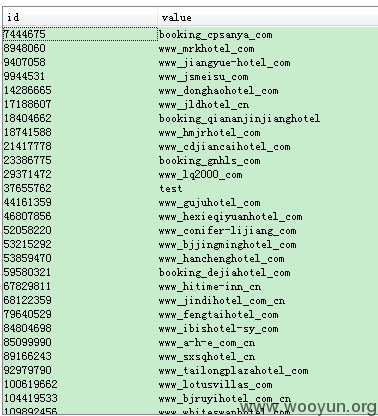 id value
7444675 booking_cpsanya_com
8948060 www_mrkhotel_com
9407058 www_jiangyue-hotel_com
9944531 www_jsmeisu_com
14286665 www_donghaohotel_com
17188607 www_jldhotel_cn
18404662 booking_qiananjinjianghotel
18741588 www_hmjrhotel_com
21417778 www_cdjiancaihotel_com
23386775 booking_gnhls_com
29371472 www_lq2000_com
37655762 test
44161359 www_gujuhotel_com
46807856 www_hexieqiyuanhotel_com
52058220 www_conifer-lijiang_com
53215292 www_bjjingminghotel_com
53859470 www_hanchenghotel_com
59580321 booking_dejiahotel_com
67829811 www_hitime-inn_cn
68122359 www_jindihotel_com_cn
79640529 www_fengtaihotel_com
84804698 www_ibishotel-sy_com
85099990 www_a-h-e_com_cn
89166243 www_sxsqhotel_cn
92979790 www_tailongplazahotel_com
100619662 www_lotusvillas_com
104419533 www_bjruyihotel_com_cn
109892456 www_whiteswanhotel_com
www.wooyun.org